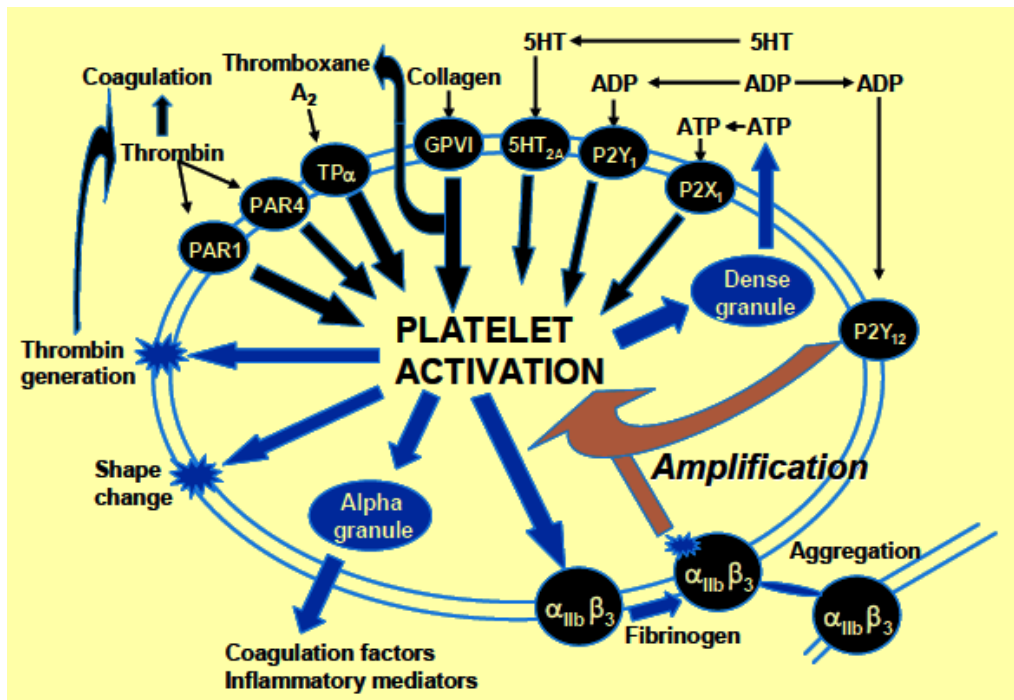 5HT 5HT
Thromboxane
A2
Collagen
ADP ADP ADP
Coagulation
ATP ATP
Thrombin
GPVI
5HT2A
P2Y1
TPα
P2X1
PAR4
PAR1
Dense
granule
PLATELET
ACTIVATION
P2Y12
Thrombin
generation
Amplification
Shape
change
Alpha
granule
Aggregation
αIIbβ3
αIIbβ3
αIIbβ3
Fibrinogen
Coagulation factors
Inflammatory mediators